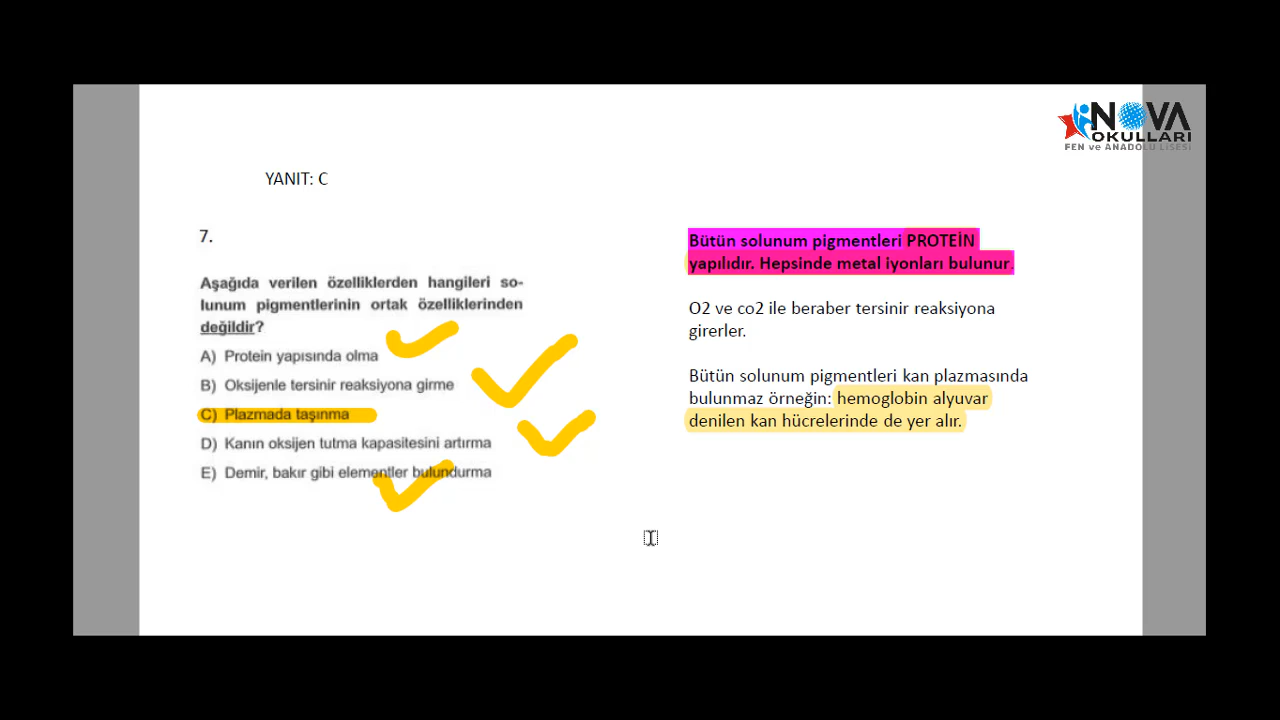 NOVA
OKULLARI
FEN ve ANADOLU LİSESİ
YANIT: C
7.
Aşağıda verilen özelliklerden hangileri so-
lunum pigmentlerinin ortak özelliklerinden
değildir?
A) Protein yapısında olma
B) Oksijenle tersinir reaksiyona girme
C) Plazmada taşınma
D) Kanın oksijen tutma kapasitesini artırma
E) Demir, bakır gibi elementler bulundurma
Bütün solunum pigmentleri PROTEİN
yapılıdır. Hepsinde metal iyonları bulunur.
O2 ve co2 ile beraber tersinir reaksiyona
girerler.
Bütün solunum pigmentleri kan plazmasında
bulunmaz örneğin: hemoglobin alyuvar
denilen kan hücrelerinde de yer alır.